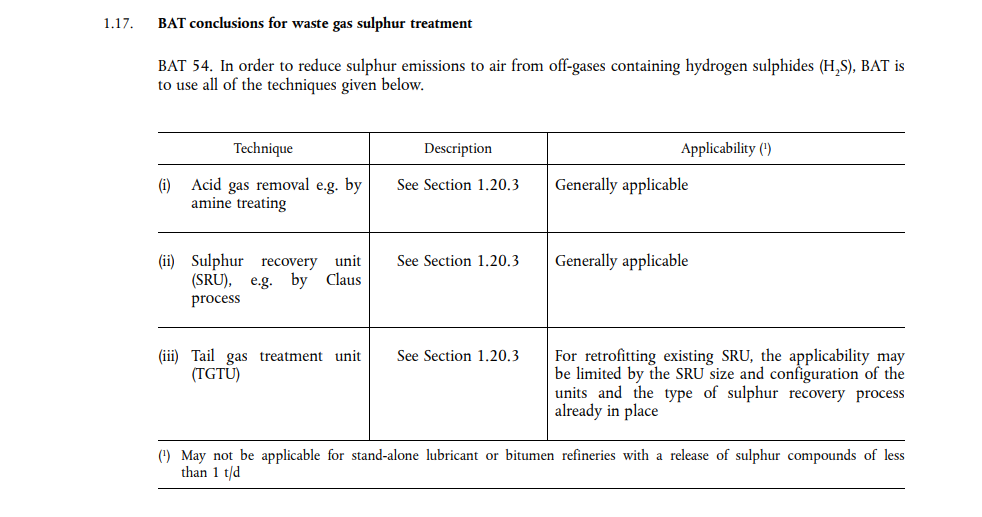 1.17. BAT conclusions for waste gas sulphur treatment
BAT 54. In order to reduce sulphur emissions to air from off-gases containing hydrogen sulphides (H₂S), BAT is
to use all of the techniques given below.
Technique Description Applicability (¹)
(i) Acid gas removal e.g. by See Section 1.20.3 Generally applicable
amine treating
(ii) Sulphur recovery unit See Section 1.20.3 Generally applicable
(SRU), e.g. by Claus
process
(iii) Tail gas treatment unit See Section 1.20.3 For retrofitting existing SRU, the applicability may
(TGTU) be limited by the SRU size and configuration of the
units and the type of sulphur recovery process
already in place
(¹) May not be applicable for stand-alone lubricant or bitumen refineries with a release of sulphur compounds of less
than 1 t/d